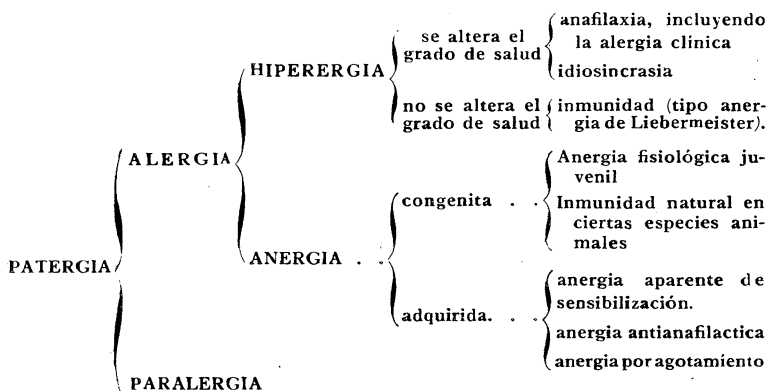 PATERGIA
ALERGIA
HIPERERGIA
se altera el
grado de salud
anafilaxia, incluyendo
la alergia clinica
idiosincrasia
no se altera el
grado de salud
inmunidad (tipo aner-
gia de Liebermeister).
ANERGIA . .
congenita . .
Anergia fisiológica ju-
venil
Inmunidad natural en
ciertas especies ani-
males
adquirida. . .
anergia aparente de
sensibilización.
anergia antianafilactica
anergia por agotamiento
PARALERGIA